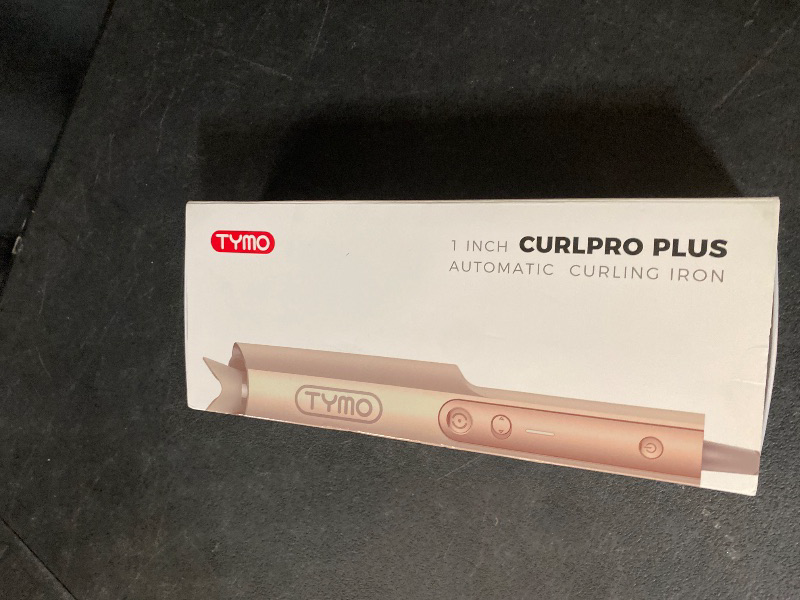 TYMO
1 INCH CURLPRO PLUS
AUTOMATIC CURLING IRON
TYMO